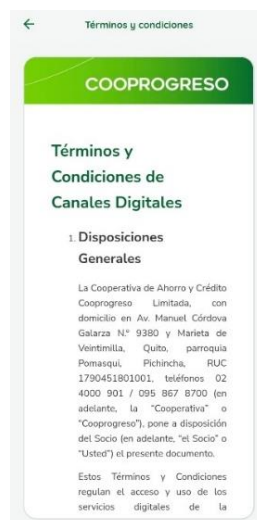 Términos y condiciones
COOPROGRESO
Términos y
Condiciones de
Canales Digitales
1. Disposiciones
Generales
La Cooperativa de Ahorro y Crédito
Cooprogreso Limitada, con
domicilio en Av. Manuel Córdova
Galarza N.º 9380 y Marieta de
Veintimilla, Quito, parroquia
Pomasqui, Pichincha, RUC
1790451801001, teléfonos 02
4000 901 / 095 867 8700 (en
adelante, la "Cooperativa" o
"Cooprogreso"), pone a disposición
del Socio (en adelante, "el Socio" o
"Usted") el presente documento.
Estos Términos y Condiciones
regulan el acceso y uso de los
servicios digitales de la